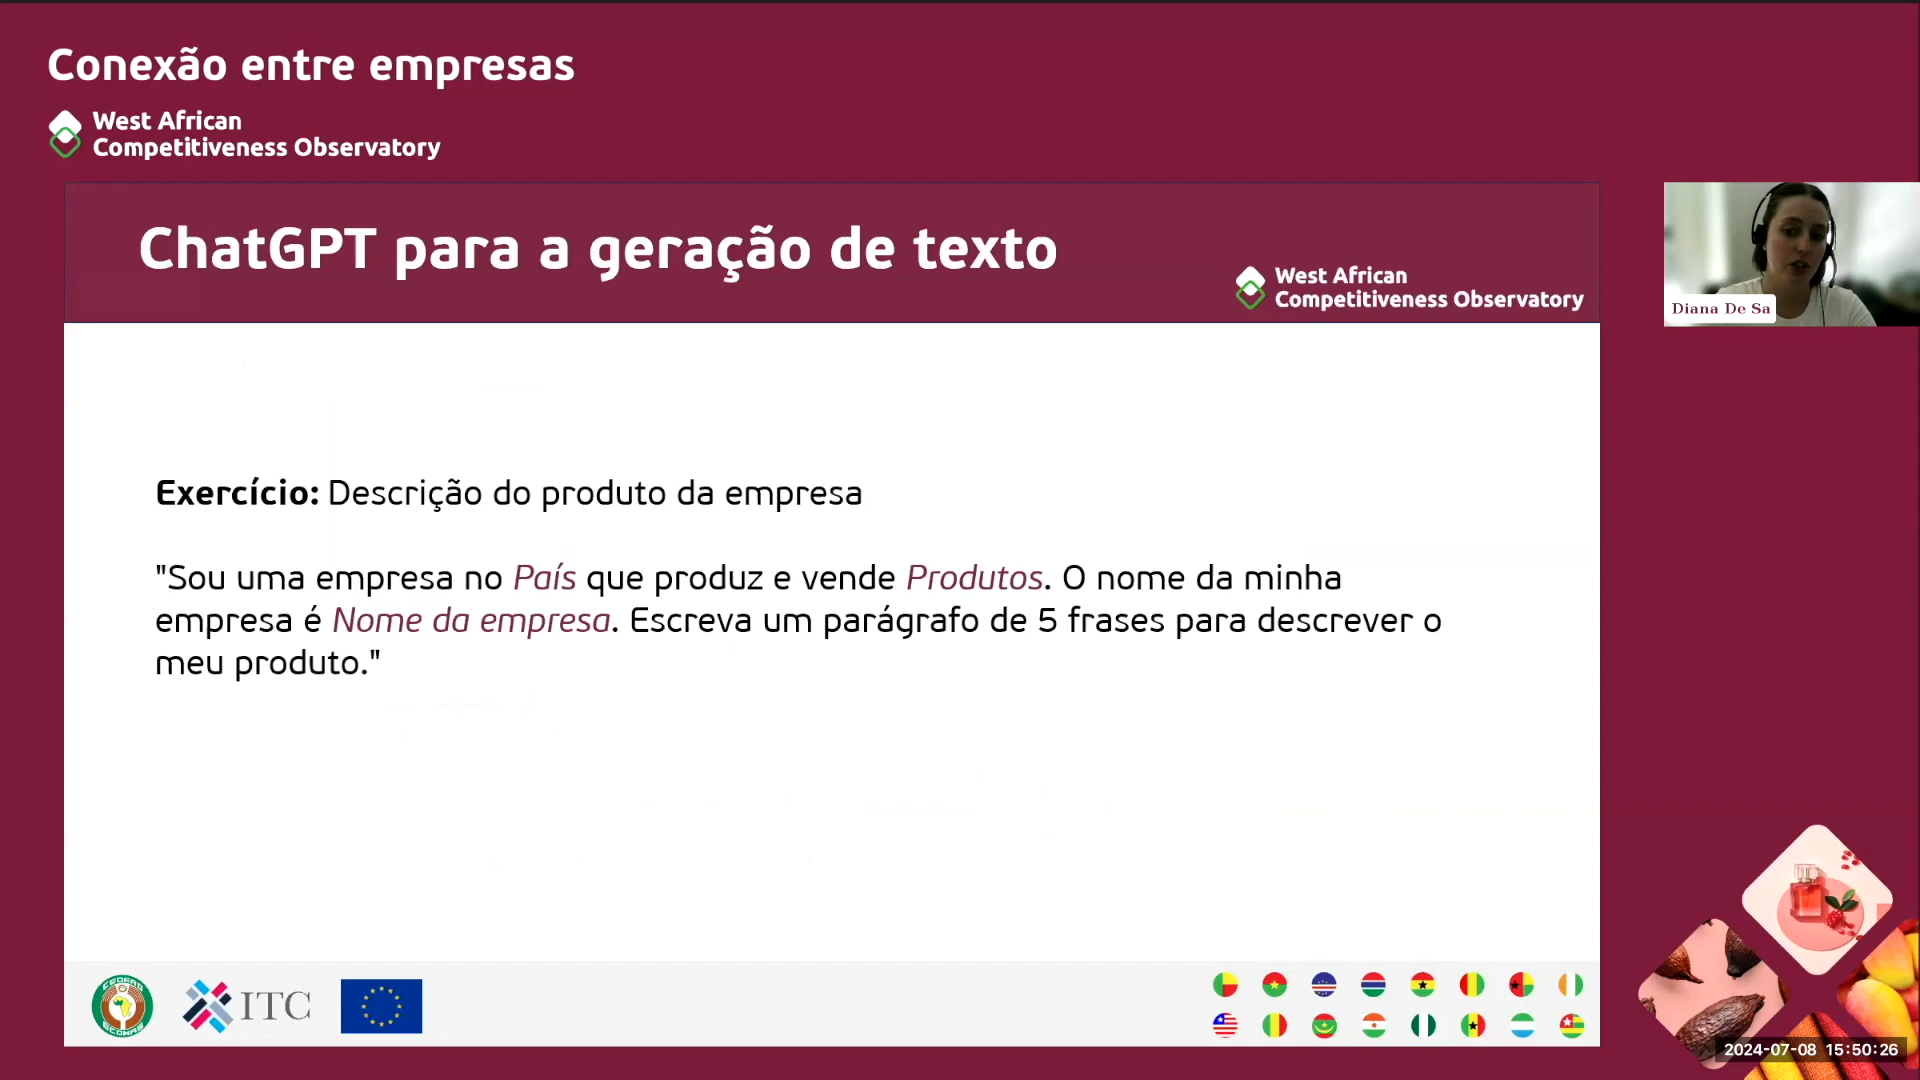 Conexão entre empresas
West African
Competitiveness Observatory
ChatGPT para a geração de texto
West African
Competitiveness Observatory
Diana De Sa
Exercício: Descrição do produto da empresa
"Sou uma empresa no País que produz e vende Produtos. O nome da minha
empresa é Nome da empresa. Escreva um parágrafo de 5 frases para descrever o
meu produto."
CEDEAO
ECOWAS
ITC
2024-07-08 15:50:26